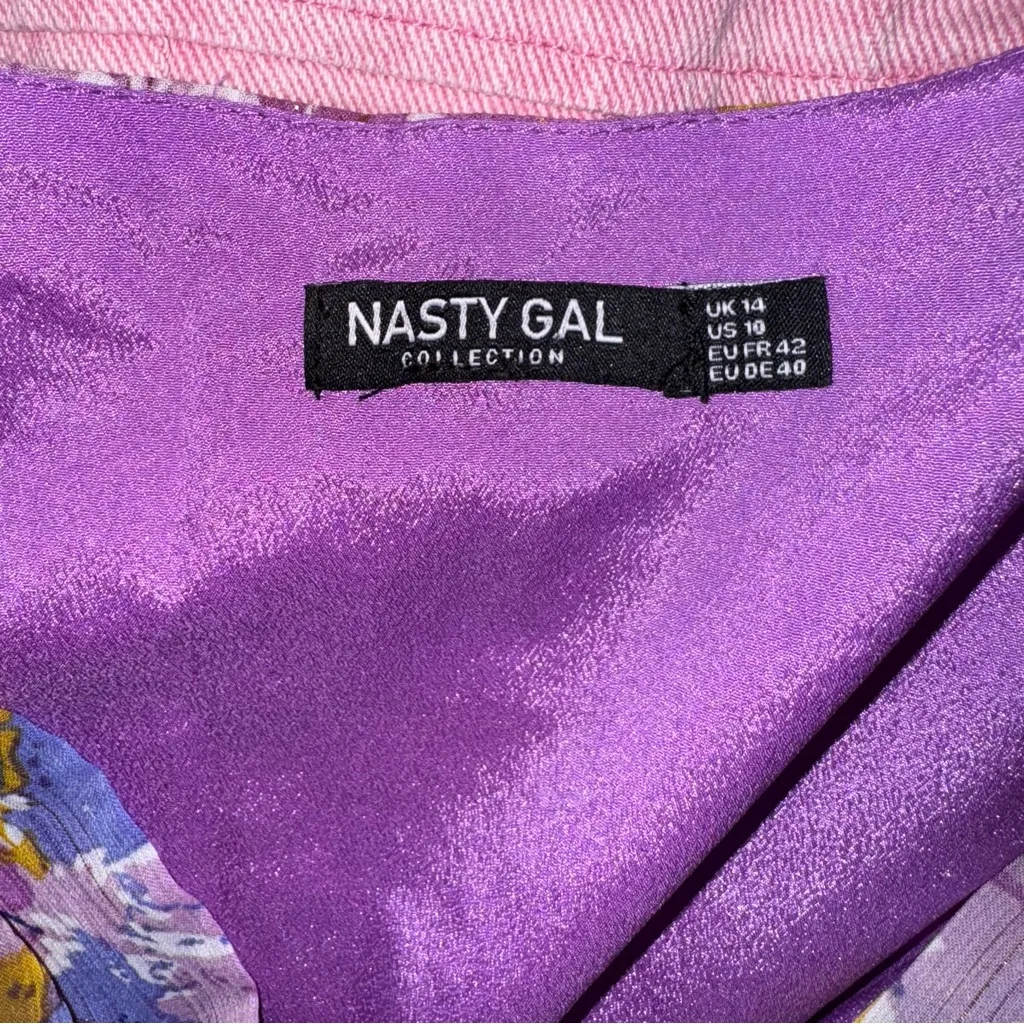 NASTY GAL
COLLECTION
UK 14
US 10
EU FR 42
EU DE 40